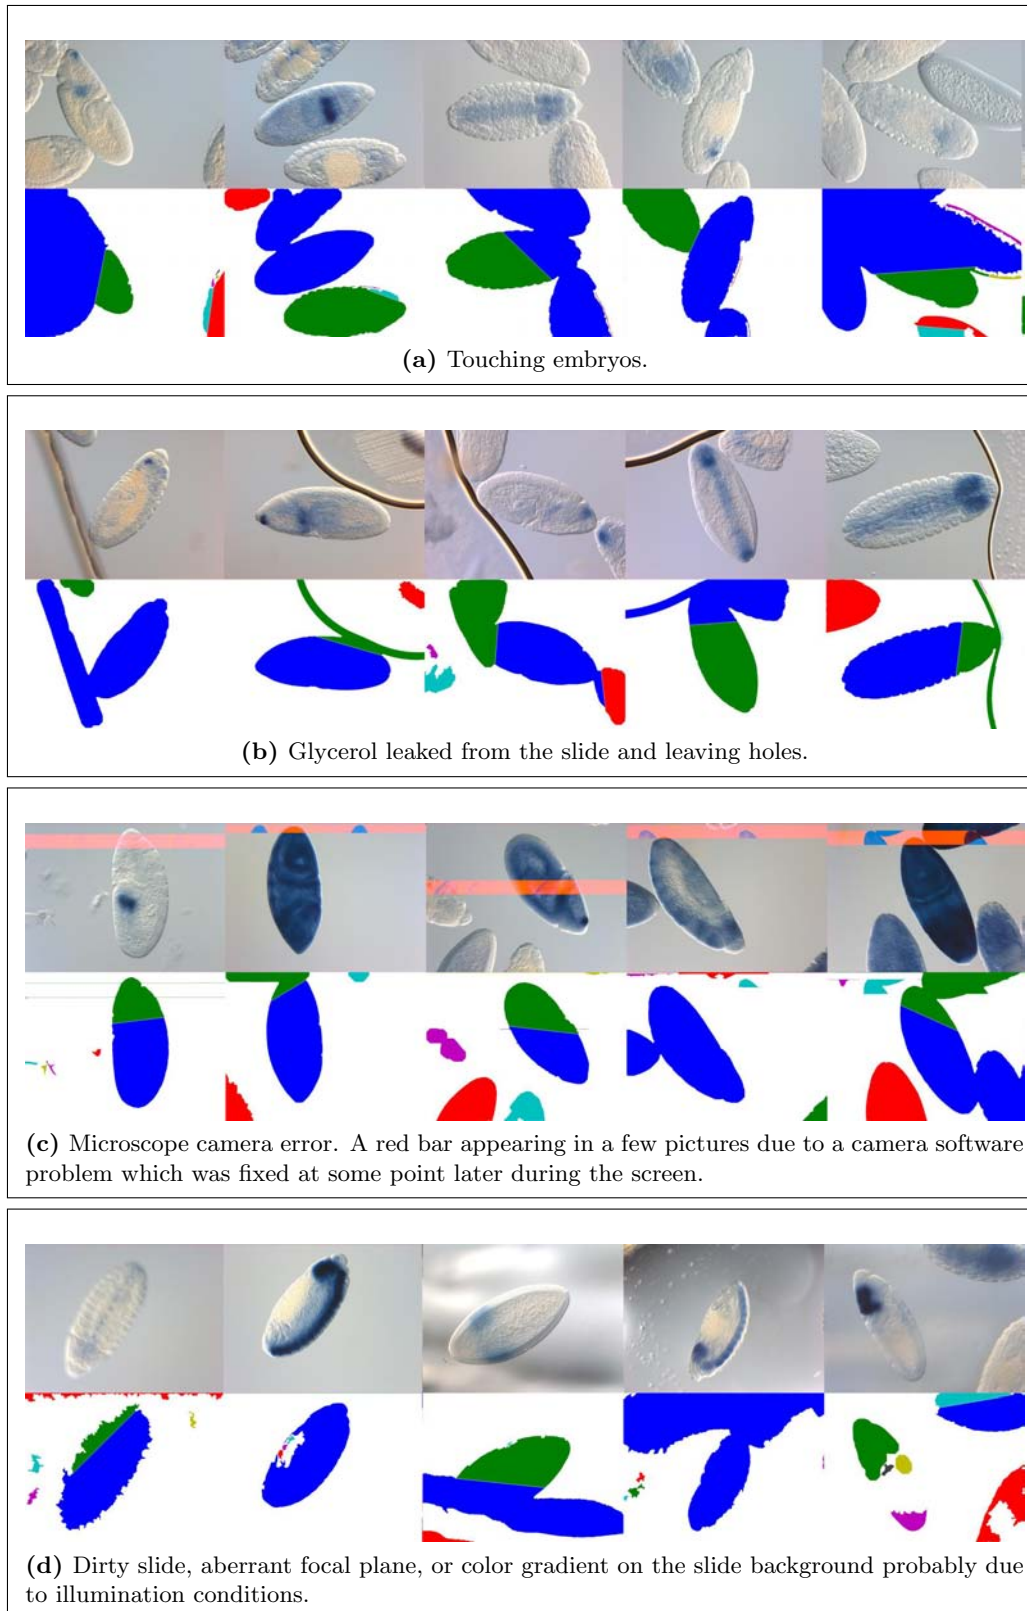 (a) Touching embryos.
(b) Glycerol leaked from the slide and leaving holes.
(c) Microscope camera error. A red bar appearing in a few pictures due to a camera software
problem which was fixed at some point later during the screen.
(d) Dirty slide, aberrant focal plane, or color gradient on the slide background probably due
to illumination conditions.